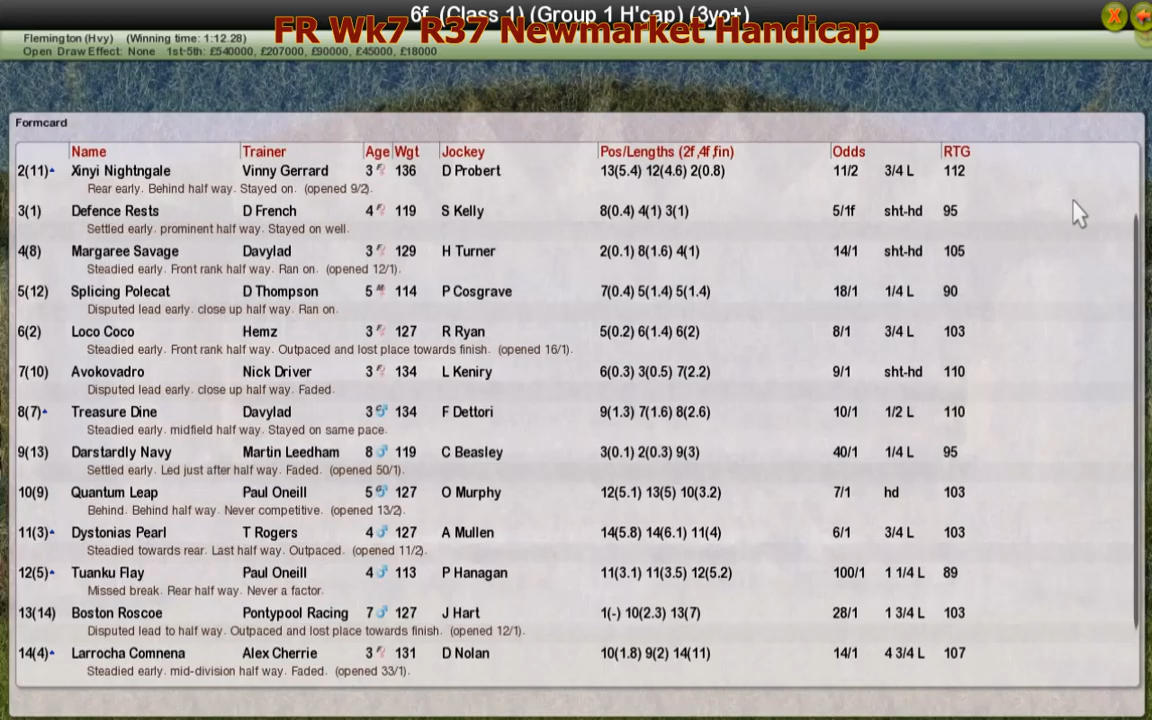 6f, (Class 1) (Group 1 H'cap) (3yo+)
FR Wk7 R37 Newmarket Handicap
Flemington (Hvy) (Winning time: 1:12.28)
Open Draw Effect: None 1st-5th: £540000, £207000, £90000, £45000, £18000
Formcard
Name Trainer Age Wgt Jockey Pos/Lengths (2f,4f,fin) Odds RTG
2(11) Xinyi Nightngale Vinny Gerrard 3 136 D Probert 13(5.4) 12(4.6) 2(0.8) 11/2 3/4 L 112
Rear early. Behind half way. Stayed on. (opened 9/2).
3(1) Defence Rests D French 4 119 S Kelly 8(0.4) 4(1) 3(1) 5/1f sht-hd 95
Settled early. prominent half way. Stayed on well.
4(8) Margaree Savage Davylad 3 129 H Turner 2(0.1) 8(1.6) 4(1) 14/1 sht-hd 105
Steadied early. Front rank half way. Ran on. (opened 12/1).
5(12) Splicing Polecat D Thompson 5 114 P Cosgrave 7(0.4) 5(1.4) 5(1.4) 18/1 1/4 L 90
Disputed lead early. close up half way. Ran on.
6(2) Loco Coco Hemz 3 127 R Ryan 5(0.2) 6(1.4) 6(2) 8/1 3/4 L 103
Steadied early. Front rank half way. Outpaced and lost place towards finish. (opened 16/1).
7(10) Avokovadro Nick Driver 3 134 L Keniry 6(0.3) 3(0.5) 7(2.2) 9/1 sht-hd 110
Disputed lead early. close up half way. Faded.
8(7) Treasure Dine Davylad 3 134 F Dettori 9(1.3) 7(1.6) 8(2.6) 10/1 1/2 L 110
Steadied early. midfield half way. Stayed on same pace.
9(13) Darstardly Navy Martin Leedham 8 119 C Beasley 3(0.1) 2(0.3) 9(3) 40/1 1/4 L 95
Settled early. Led just after half way. Faded. (opened 50/1).
10(9) Quantum Leap Paul Oneill 5 127 O Murphy 12(5.1) 13(5) 10(3.2) 7/1 hd 103
Behind. Behind half way. Never competitive. (opened 13/2).
11(3) Dystonias Pearl T Rogers 4 127 A Mullen 14(5.8) 14(6.1) 11(4) 6/1 3/4 L 103
Steadied towards rear. Last half way. Outpaced. (opened 11/2).
12(5) Tuanku Flay Paul Oneill 4 113 P Hanagan 11(3.1) 11(3.5) 12(5.2) 100/1 1 1/4 L 89
Missed break. Rear half way. Never a factor.
13(14) Boston Roscoe Pontypool Racing 7 127 J Hart 1(-) 10(2.3) 13(7) 28/1 1 3/4 L 103
Disputed lead to half way. Outpaced and lost place towards finish. (opened 12/1).
14(4) Larrocha Comnena Alex Cherrie 3 131 D Nolan 10(1.8) 9(2) 14(11) 14/1 4 3/4 L 107
Steadied early. mid-division half way. Faded. (opened 33/1).